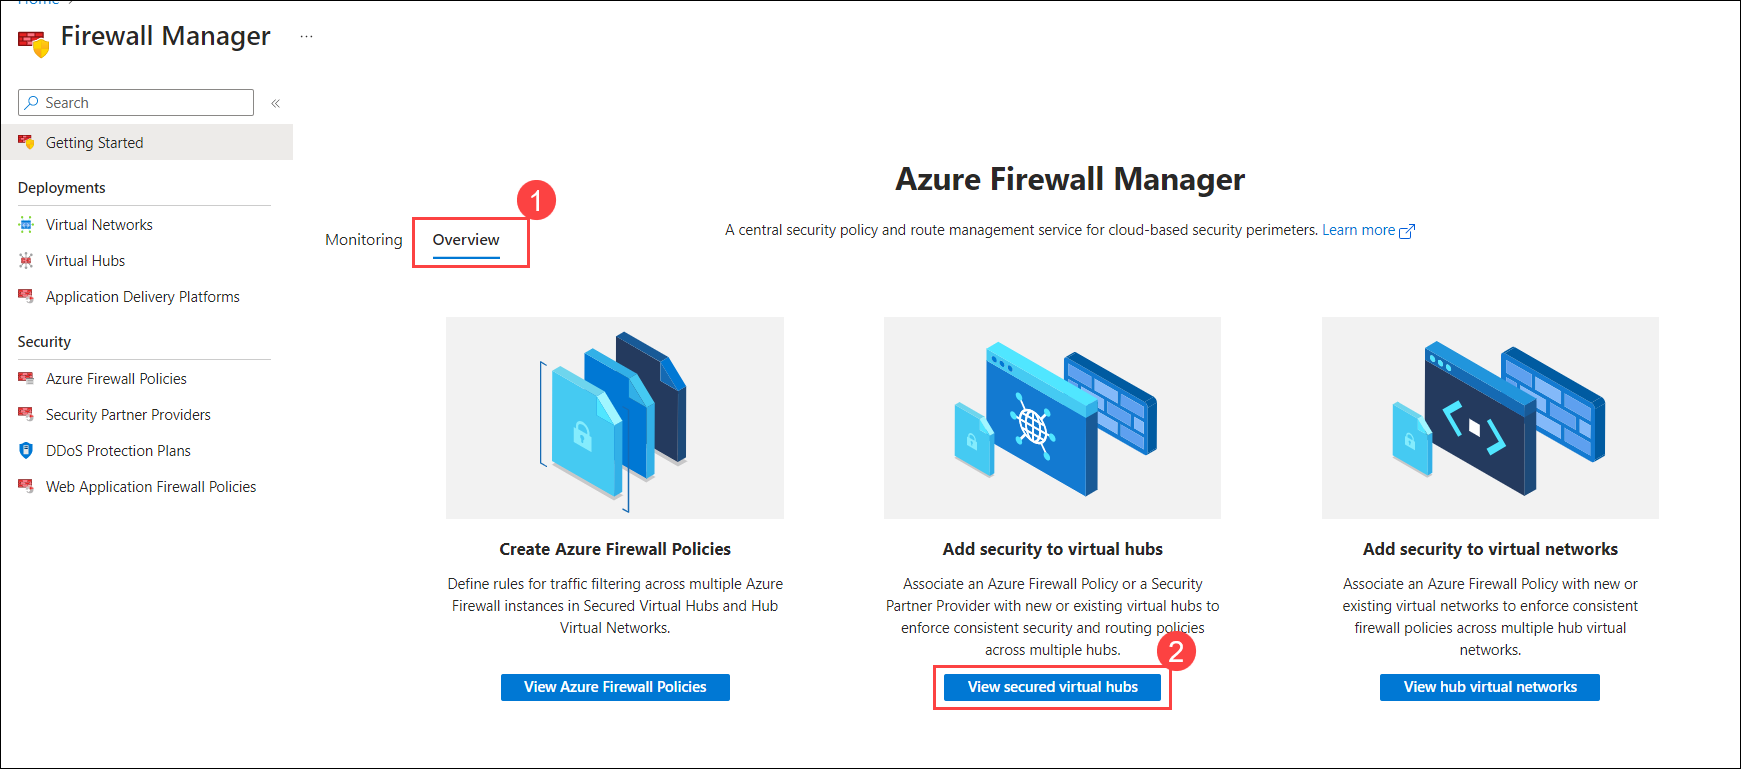 Home >
Firewall Manager
...
Search
«
Getting Started
Deployments
Virtual Networks
Virtual Hubs
Application Delivery Platforms
Security
Azure Firewall Policies
Security Partner Providers
DDoS Protection Plans
Web Application Firewall Policies
Azure Firewall Manager
1
Monitoring
Overview
A central security policy and route management service for cloud-based security perimeters. Learn more
Create Azure Firewall Policies
Define rules for traffic filtering across multiple Azure
Firewall instances in Secured Virtual Hubs and Hub
Virtual Networks.
View Azure Firewall Policies
Add security to virtual hubs
Associate an Azure Firewall Policy or a Security
Partner Provider with new or existing virtual hubs to
enforce consistent security and routing policies
across multiple hubs.
2
View secured virtual hubs
Add security to virtual networks
Associate an Azure Firewall Policy with new or
existing virtual networks to enforce consistent
firewall policies across multiple hub virtual
networks.
View hub virtual networks